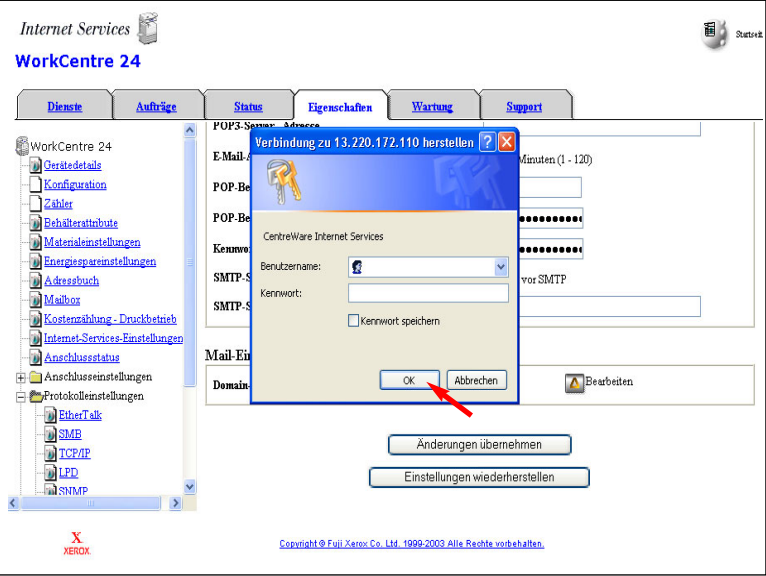 Internet Services
WorkCentre 24
Startseit
Dienste
Aufträge
Status
Eigenschaften
Wartung
Support
WorkCentre 24
Gerätedetails
Konfiguration
Zähler
Behälterattribute
Materialeinstellungen
Energiespareinstellungen
Adressbuch
Mailbox
Kostenzählung - Druckbetrieb
Internet-Services-Einstellungen
Anschlussstatus
Anschlusseinstellungen
Protokolleinstellungen
EtherTalk
SMB
TCP/IP
LPD
SNMP
POP3-Server- Adresse
E-Mail-A
Minuten (1 - 120)
POP-Be
POP-Be
Kennwo
SMTP-S
vor SMTP
SMTP-S
Verbindung zu 13.220.172.110 herstellen
CentreWare Internet Services
Benutzername:
Kennwort:
Kennwort speichern
OK
Abbrechen
Mail-Ein
Domain-
Bearbeiten
Änderungen übernehmen
Einstellungen wiederherstellen
X
XEROX.
Copyright © Fuji Xerox Co. Ltd. 1999-2003 Alle Rechte vorbehalten.